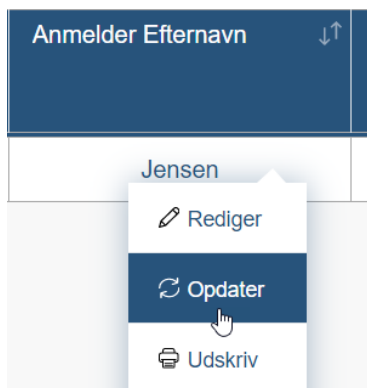 Anmelder Efternavn
Jensen
Rediger
Opdater
Udskriv